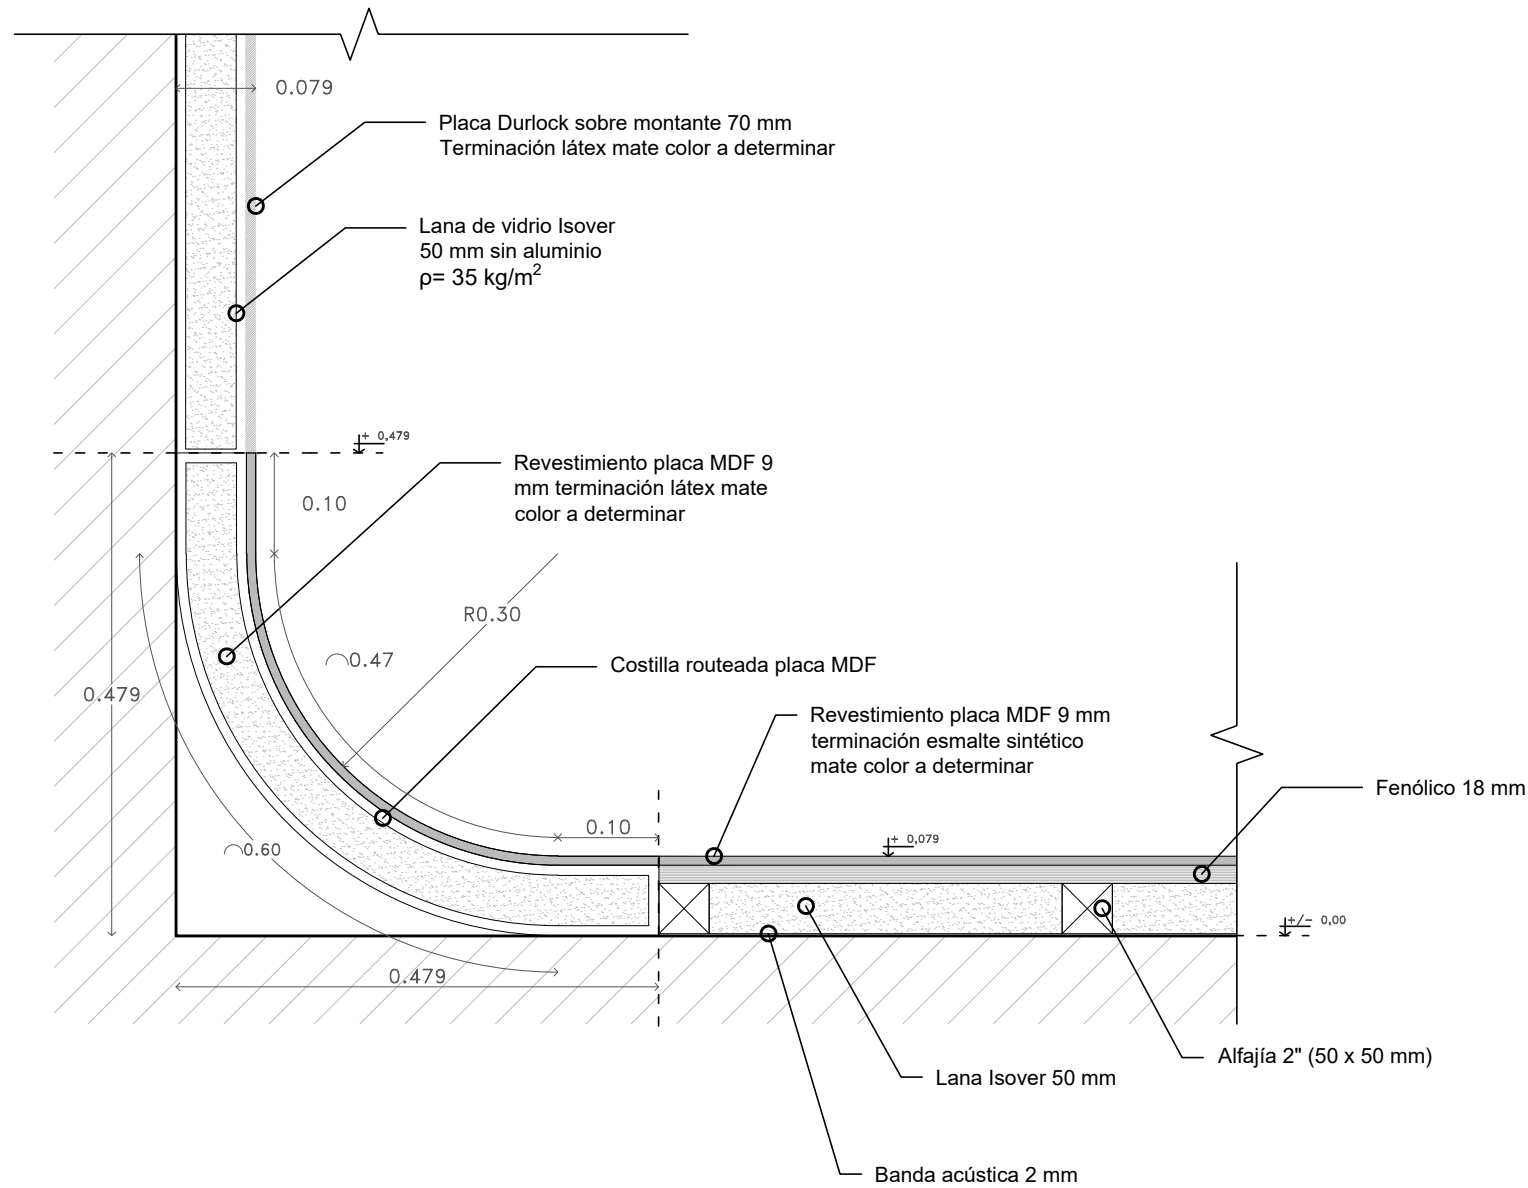 0.079
Placa Durlock sobre montante 70 mm
Terminación látex mate color a determinar
Lana de vidrio Isover
50 mm sin aluminio
ρ= 35 kg/m²
+ 0,479
Revestimiento placa MDF 9
mm terminación látex mate
color a determinar
0.10
R0.30
⌒0.47
Costilla routeada placa MDF
0.479
Revestimiento placa MDF 9 mm
terminación esmalte sintético
mate color a determinar
Fenólico 18 mm
0.10
+ 0,079
⌒0.60
+/- 0,00
0.479
Alfajía 2" (50 x 50 mm)
Lana Isover 50 mm
Banda acústica 2 mm